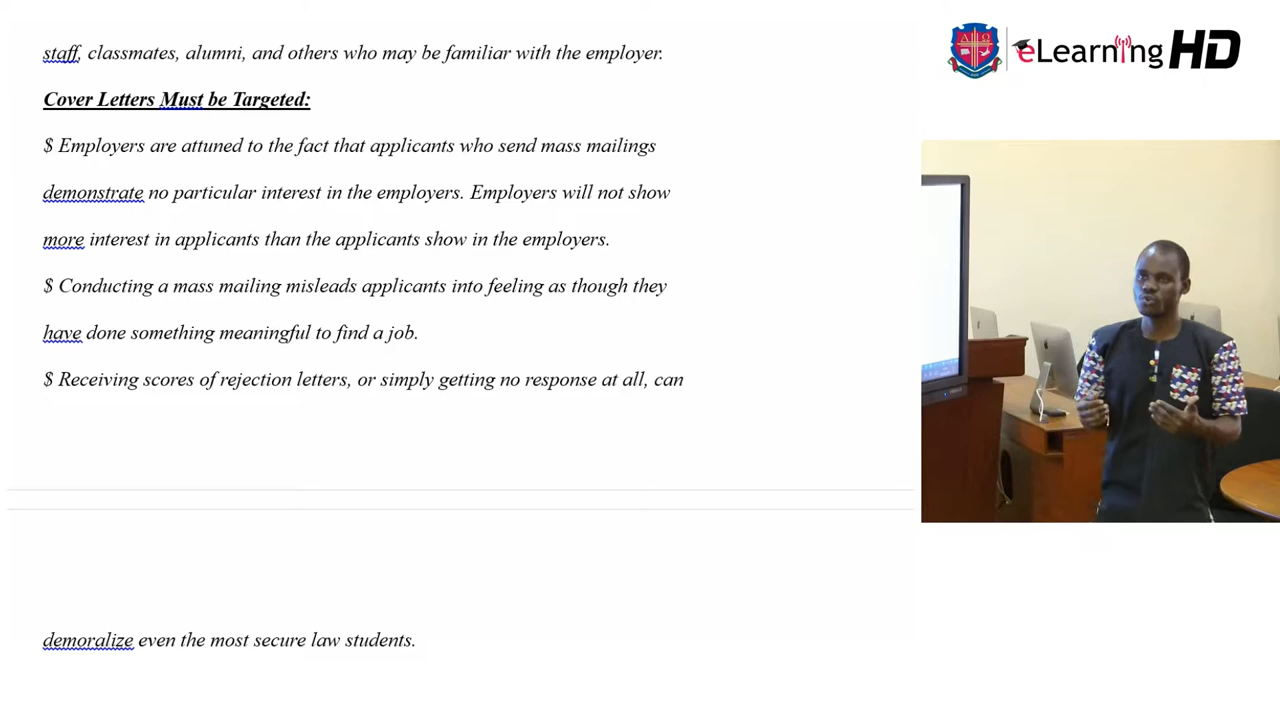 staff, classmates, alumni, and others who may be familiar with the employer.
Cover Letters Must be Targeted:
$ Employers are attuned to the fact that applicants who send mass mailings
demonstrate no particular interest in the employers. Employers will not show
more interest in applicants than the applicants show in the employers.
$ Conducting a mass mailing misleads applicants into feeling as though they
have done something meaningful to find a job.
$ Receiving scores of rejection letters, or simply getting no response at all, can
demoralize even the most secure law students.
eLearning HD